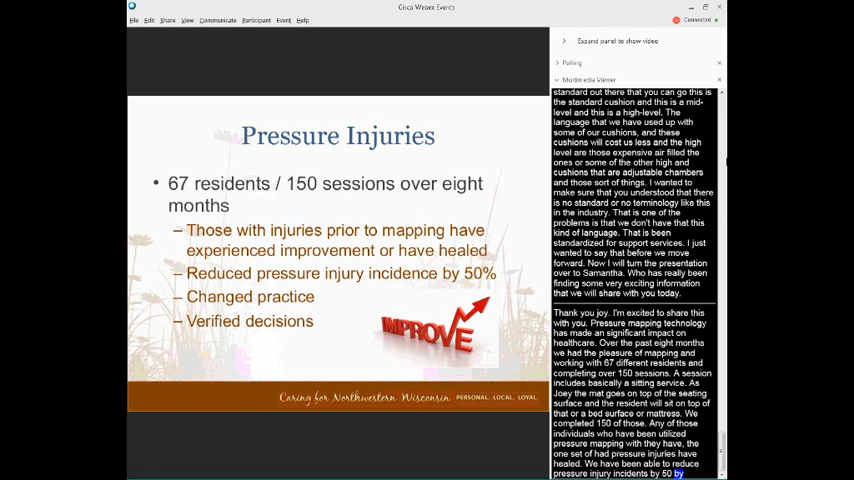 Cisco Webex Events
File Edit Share View Communicate Participant Event Help
Connected
Expand panel to show video
Polling
Multimedia Viewer
Pressure Injuries
• 67 residents / 150 sessions over eight
months
– Those with injuries prior to mapping have
experienced improvement or have healed
– Reduced pressure injury incidence by 50%
– Changed practice
– Verified decisions
IMPROVE
Caring for Northwestern Wisconsin PERSONAL. LOCAL. LOYAL.
standard out there that you can go this is
the standard cushion and this is a mid-
level and this is a high-level. The
language that we have used up with
some of our cushions, and these
cushions will cost us less and the high
level are those expensive air filled the
ones or some of the other high and
cushions that are adjustable chambers
and those sort of things. I wanted to
make sure that you understood that there
is no standard or no terminology like this
in the industry. That is one of the
problems is that we don't have that this
kind of language. That is been
standardized for support services. I just
wanted to say that before we move
forward. Now I will turn the presentation
over to Samantha. Who has really been
finding some very exciting information
that we will share with you today.
Thank you joy. I'm excited to share this
with you. Pressure mapping technology
has made an significant impact on
healthcare. Over the past eight months
we had the pleasure of mapping and
working with 67 different residents and
completing over 150 sessions. A session
includes basically a sitting service. As
Joey the mat goes on top of the seating
surface and the resident will sit on top of
that or a bed surface or mattress. We
completed 150 of those. Any of those
individuals who have been utilized
pressure mapping with they have, the
one set of had pressure injuries have
healed. We have been able to reduce
pressure injury incidents by 50 by